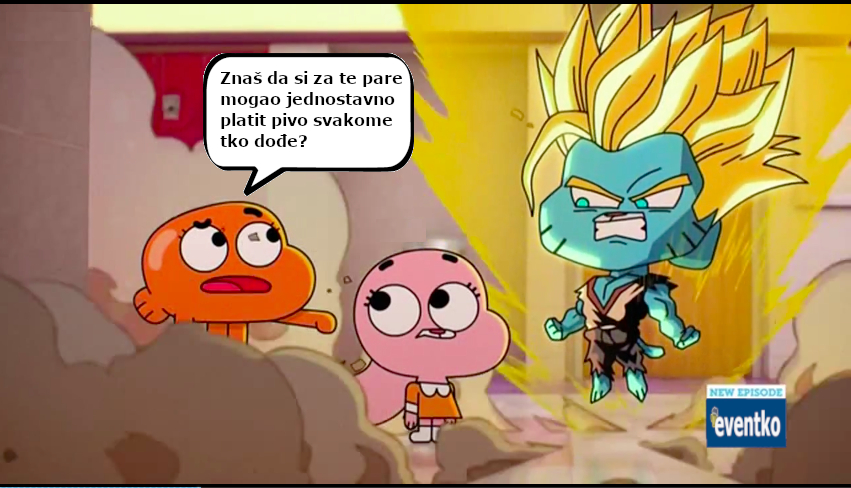 Znaš da si za te pare
mogao jednostavno
platit pivo svakome
tko dođe?
NEW EPISODE
eventko